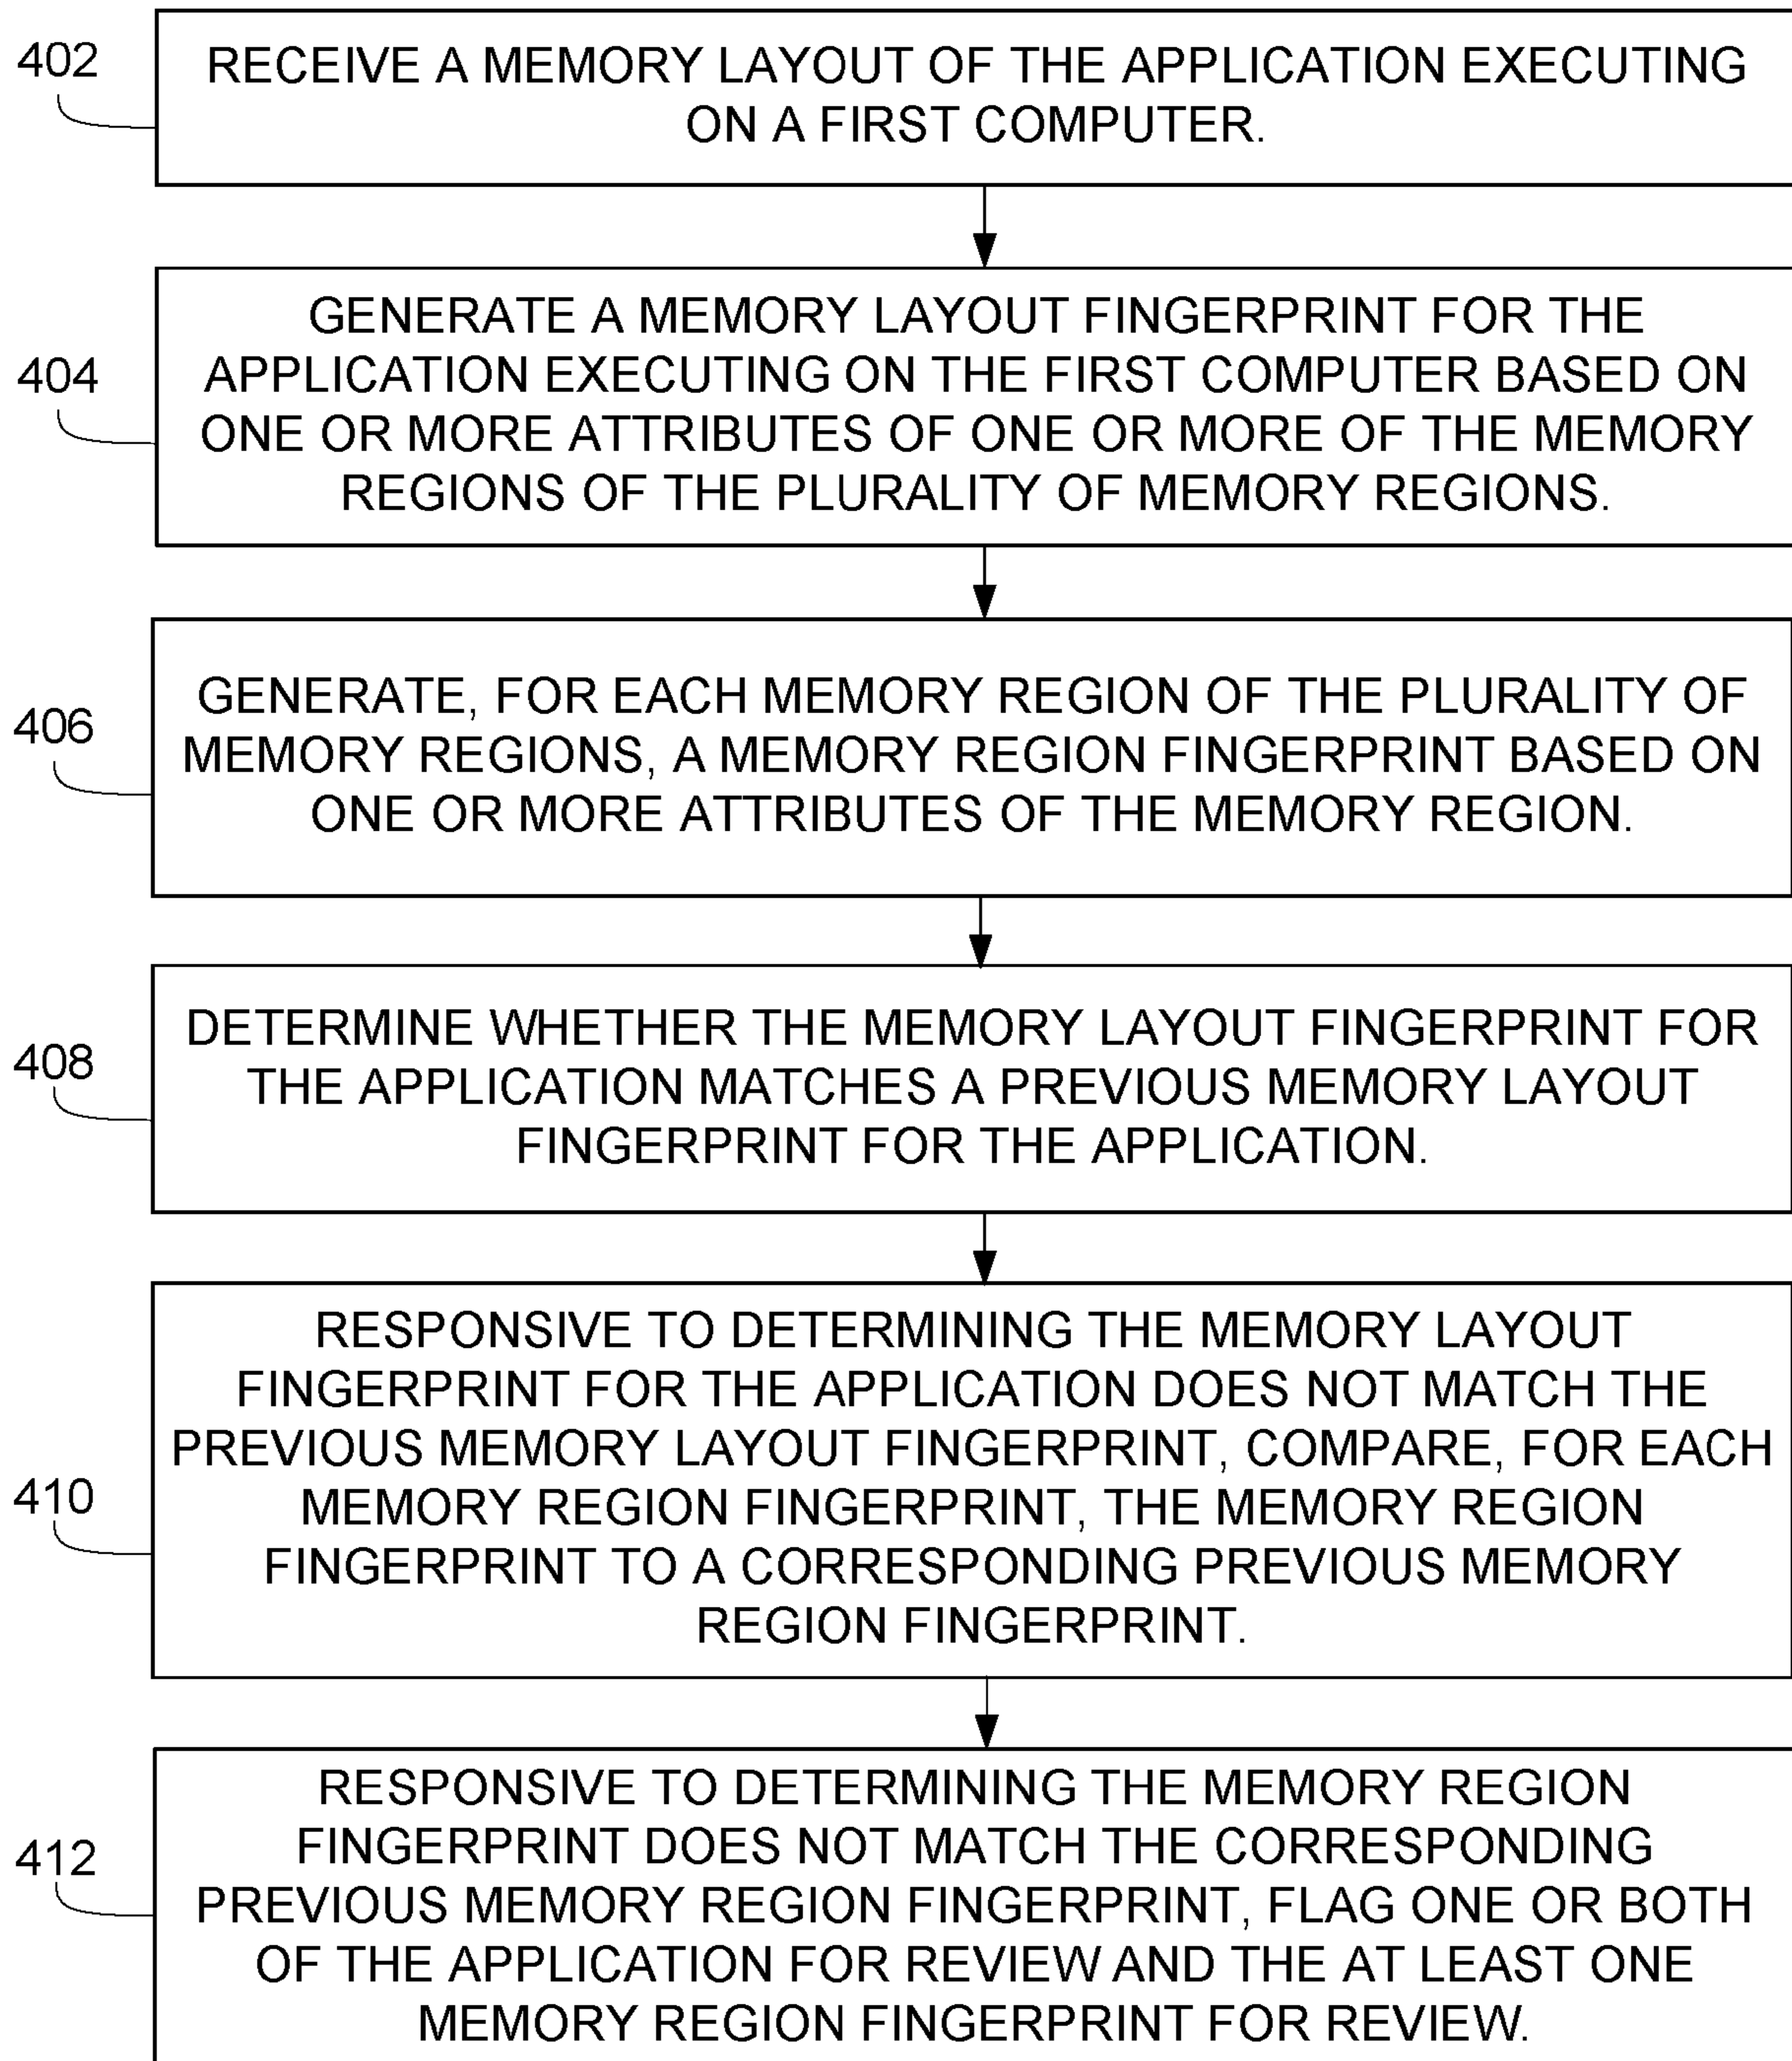 402
RECEIVE A MEMORY LAYOUT OF THE APPLICATION EXECUTING
ON A FIRST COMPUTER.
404
GENERATE A MEMORY LAYOUT FINGERPRINT FOR THE
APPLICATION EXECUTING ON THE FIRST COMPUTER BASED ON
ONE OR MORE ATTRIBUTES OF ONE OR MORE OF THE MEMORY
REGIONS OF THE PLURALITY OF MEMORY REGIONS.
406
GENERATE, FOR EACH MEMORY REGION OF THE PLURALITY OF
MEMORY REGIONS, A MEMORY REGION FINGERPRINT BASED ON
ONE OR MORE ATTRIBUTES OF THE MEMORY REGION.
408
DETERMINE WHETHER THE MEMORY LAYOUT FINGERPRINT FOR
THE APPLICATION MATCHES A PREVIOUS MEMORY LAYOUT
FINGERPRINT FOR THE APPLICATION.
410
RESPONSIVE TO DETERMINING THE MEMORY LAYOUT
FINGERPRINT FOR THE APPLICATION DOES NOT MATCH THE
PREVIOUS MEMORY LAYOUT FINGERPRINT, COMPARE, FOR EACH
MEMORY REGION FINGERPRINT, THE MEMORY REGION
FINGERPRINT TO A CORRESPONDING PREVIOUS MEMORY
REGION FINGERPRINT.
412
RESPONSIVE TO DETERMINING THE MEMORY REGION
FINGERPRINT DOES NOT MATCH THE CORRESPONDING
PREVIOUS MEMORY REGION FINGERPRINT, FLAG ONE OR BOTH
OF THE APPLICATION FOR REVIEW AND THE AT LEAST ONE
MEMORY REGION FINGERPRINT FOR REVIEW.